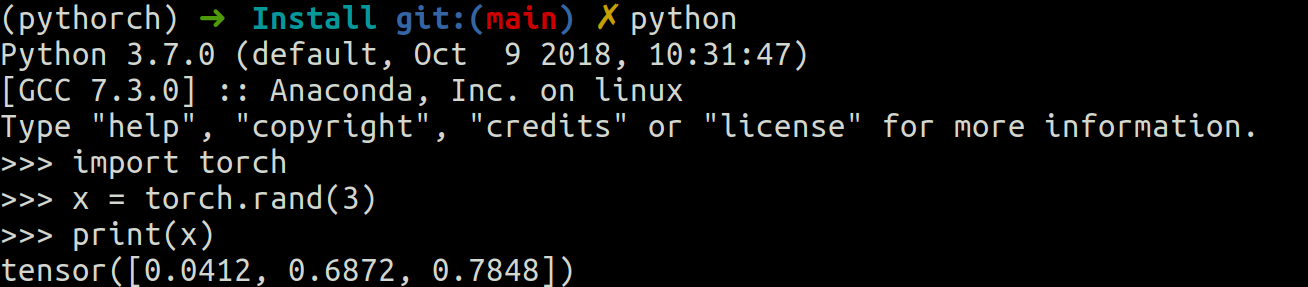 (pythorch) ➜ Install git:(main) ✗ python
Python 3.7.0 (default, Oct  9 2018, 10:31:47)
[GCC 7.3.0] :: Anaconda, Inc. on linux
Type "help", "copyright", "credits" or "license" for more information.
>>> import torch
>>> x = torch.rand(3)
>>> print(x)
tensor([0.0412, 0.6872, 0.7848])